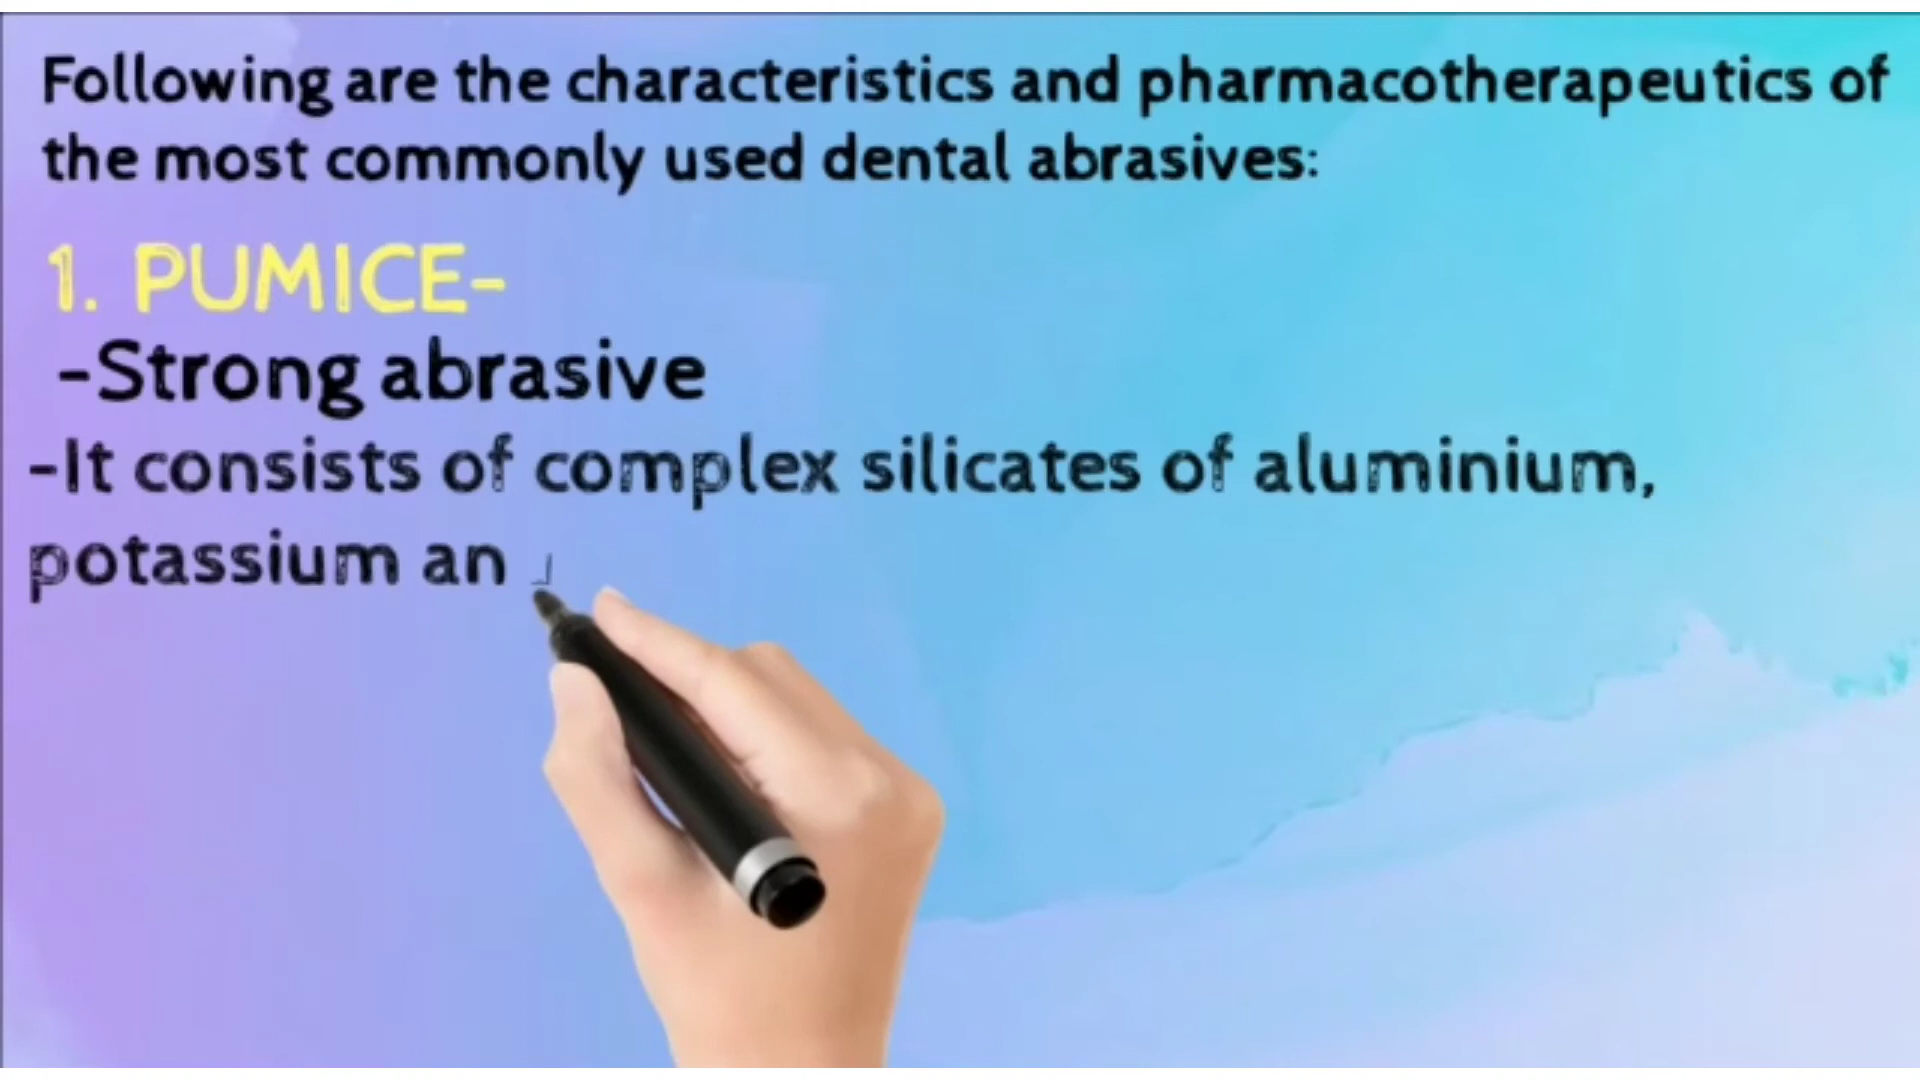 Following are the characteristics and pharmacotherapeutics of
the most commonly used dental abrasives:
1. PUMICE-
-Strong abrasive
-It consists of complex silicates of aluminium,
potassium an